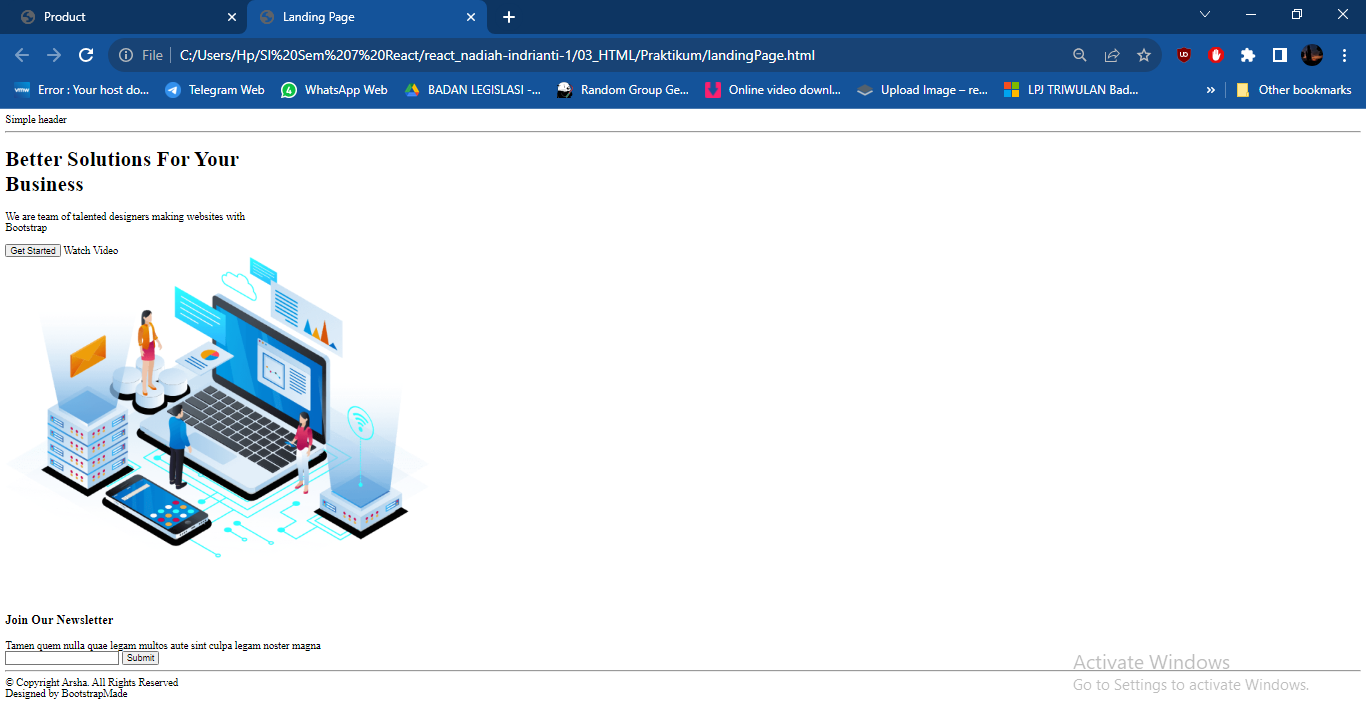 Product
Landing Page
File C:/Users/Hp/SI%20Sem%207%20React/react_nadiah-indrianti-1/03_HTML/Praktikum/landingPage.html
vmw Error : Your host do... Telegram Web 4 WhatsApp Web BADAN LEGISLASI -... Random Group Ge... Online video downl... Upload Image – re... LPJ TRIWULAN Bad... » Other bookmarks
Simple header
Better Solutions For Your
Business
We are team of talented designers making websites with
Bootstrap
Get Started Watch Video
Join Our Newsletter
Tamen quem nulla quae legam multos aute sint culpa legam noster magna
Submit
Activate Windows
Go to Settings to activate Windows.
© Copyright Arsha. All Rights Reserved
Designed by BootstrapMade